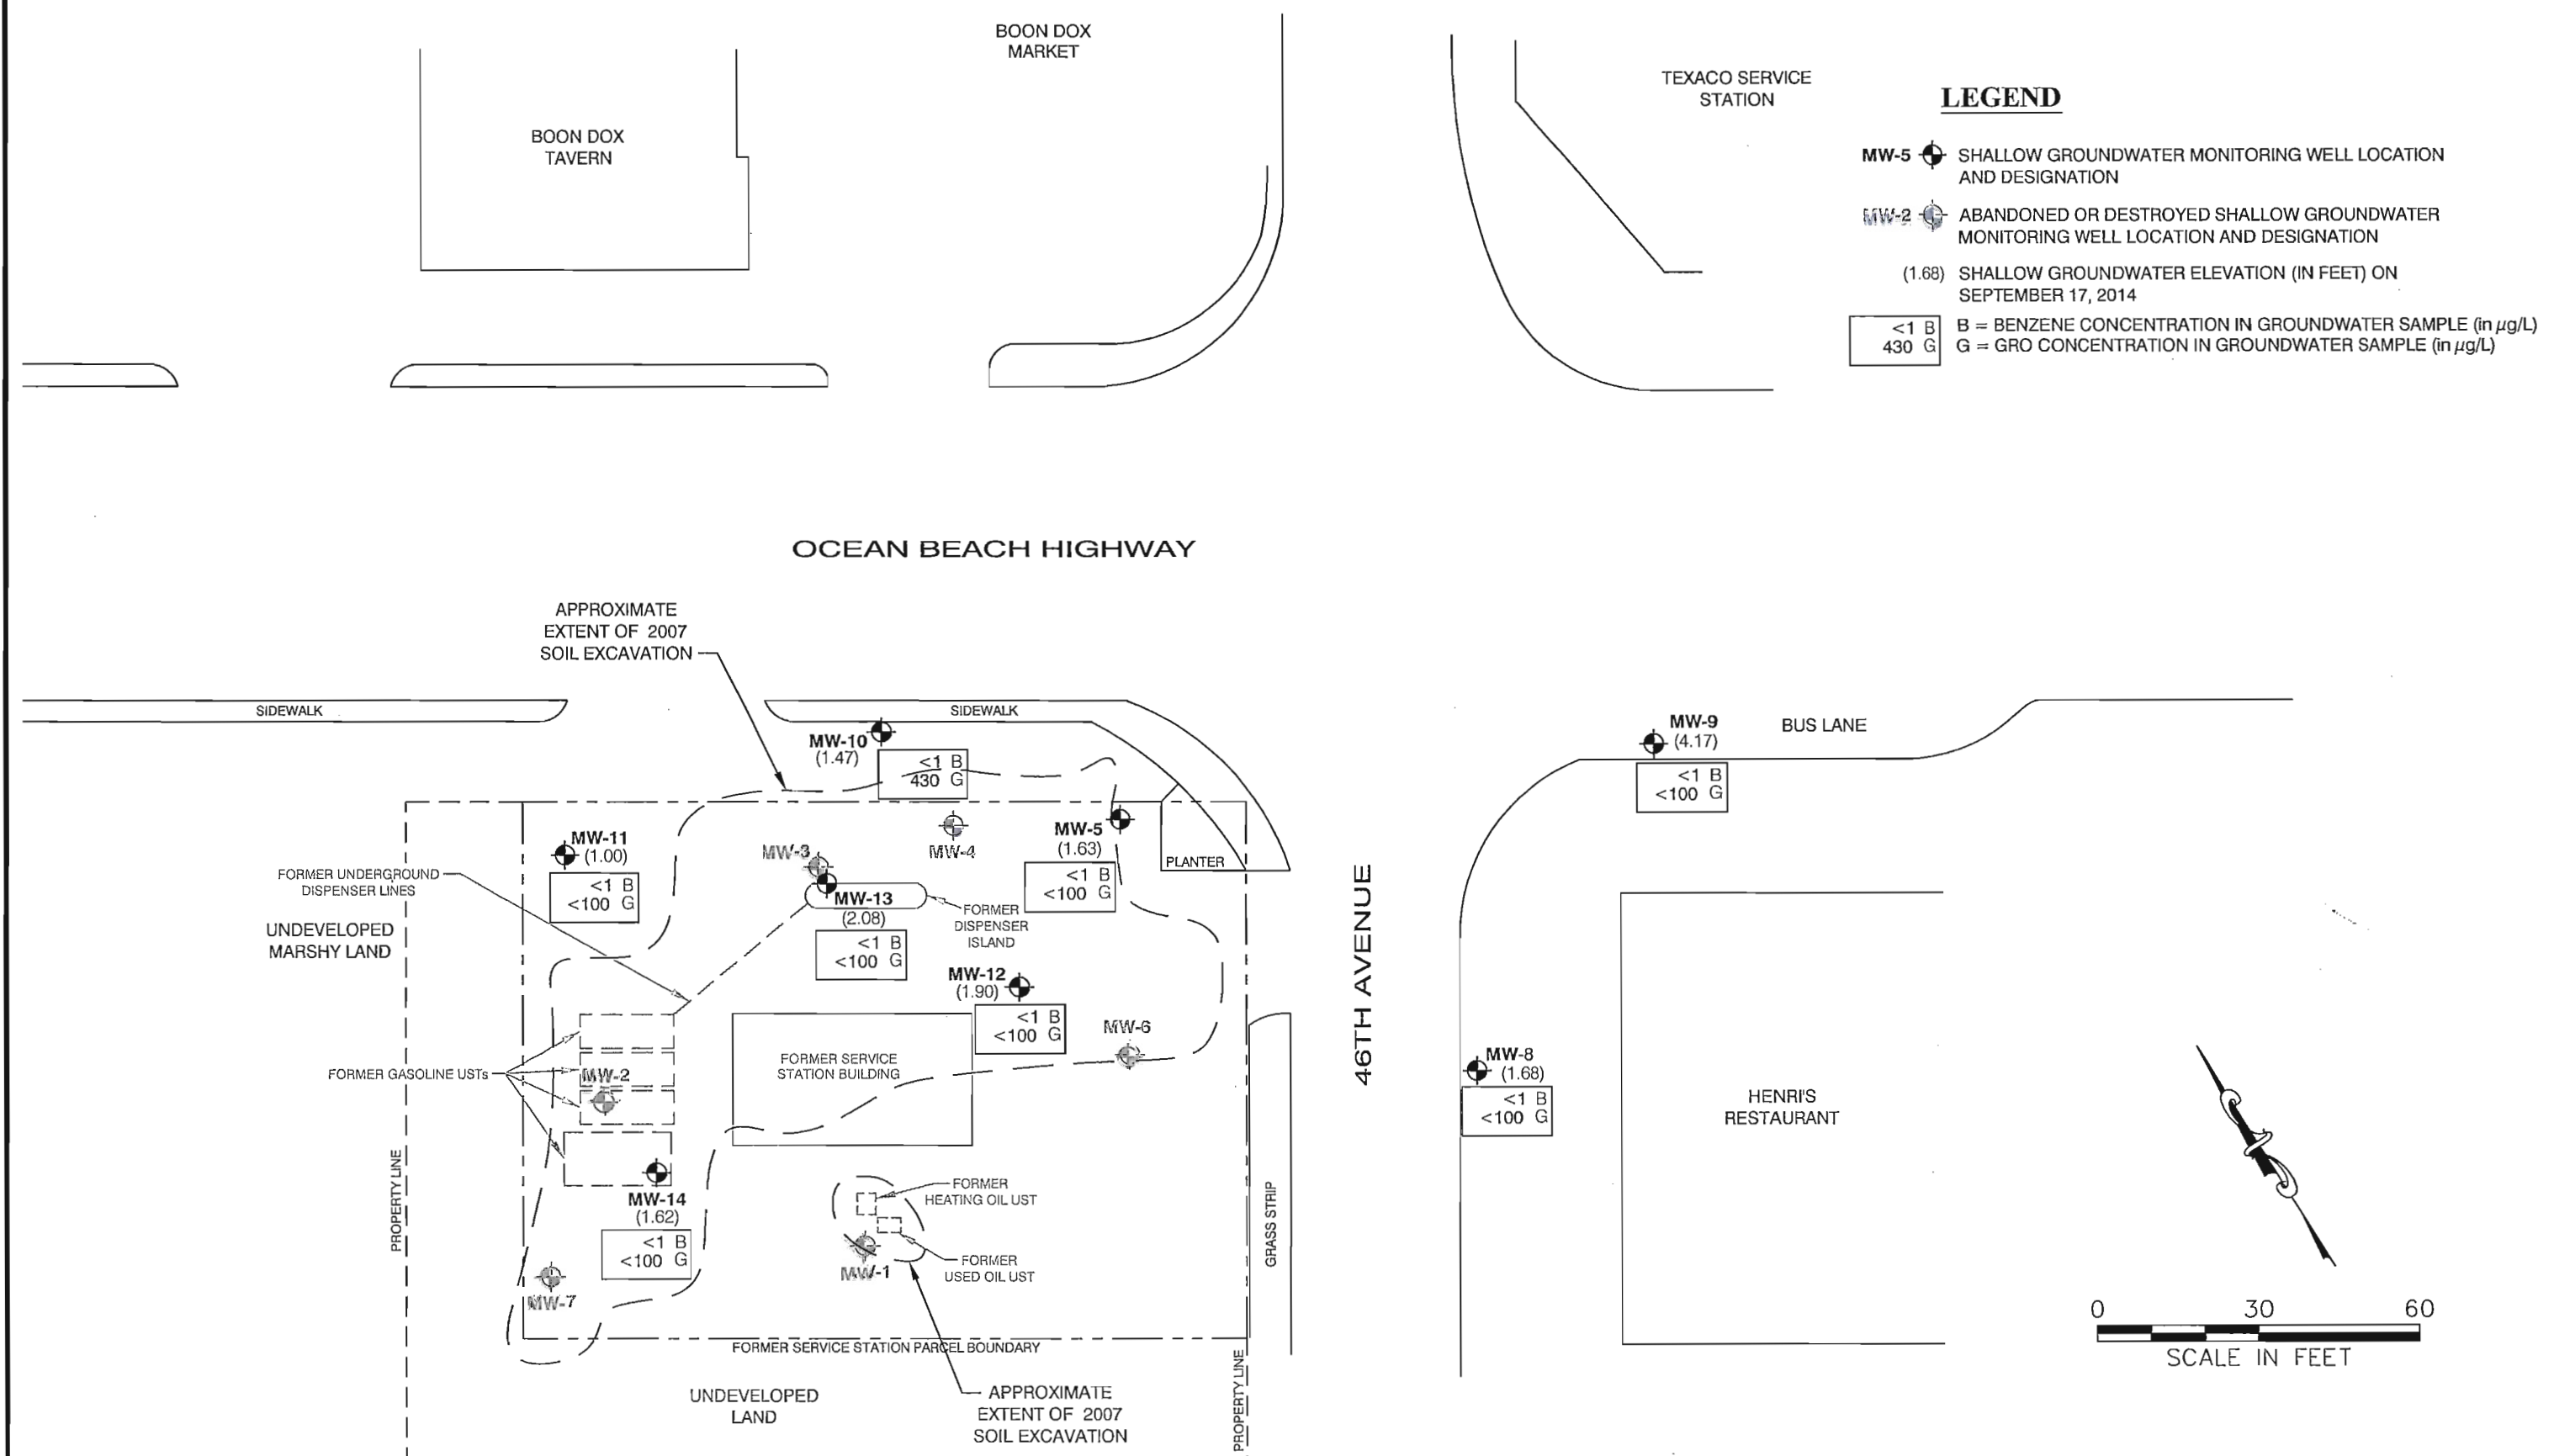 BOON DOX
MARKET
BOON DOX
TAVERN
TEXACO SERVICE
STATION
LEGEND
MW-5 SHALLOW GROUNDWATER MONITORING WELL LOCATION
AND DESIGNATION
MW-2 ABANDONED OR DESTROYED SHALLOW GROUNDWATER
MONITORING WELL LOCATION AND DESIGNATION
(1.68) SHALLOW GROUNDWATER ELEVATION (IN FEET) ON
SEPTEMBER 17, 2014
<1 B B = BENZENE CONCENTRATION IN GROUNDWATER SAMPLE (in µg/L)
430 G G = GRO CONCENTRATION IN GROUNDWATER SAMPLE (in µg/L)
OCEAN BEACH HIGHWAY
APPROXIMATE
EXTENT OF 2007
SOIL EXCAVATION
SIDEWALK
SIDEWALK
MW-10
(1.47)
<1 B
430 G
MW-9
(4.17)
<1 B
<100 G
BUS LANE
MW-11
(1.00)
<1 B
<100 G
MW-3
MW-4
MW-5
(1.63)
<1 B
<100 G
PLANTER
FORMER UNDERGROUND
DISPENSER LINES
MW-13
(2.08)
<1 B
<100 G
FORMER
DISPENSER
ISLAND
UNDEVELOPED
MARSHY LAND
MW-12
(1.90)
<1 B
<100 G
MW-6
46TH AVENUE
FORMER SERVICE
STATION BUILDING
FORMER GASOLINE USTs
MW-2
MW-8
(1.68)
<1 B
<100 G
HENRI'S
RESTAURANT
PROPERTY LINE
MW-14
(1.62)
<1 B
<100 G
FORMER
HEATING OIL UST
FORMER
USED OIL UST
MW-1
MW-7
GRASS STRIP
FORMER SERVICE STATION PARCEL BOUNDARY
PROPERTY LINE
UNDEVELOPED
LAND
APPROXIMATE
EXTENT OF 2007
SOIL EXCAVATION
0 30 60
SCALE IN FEET